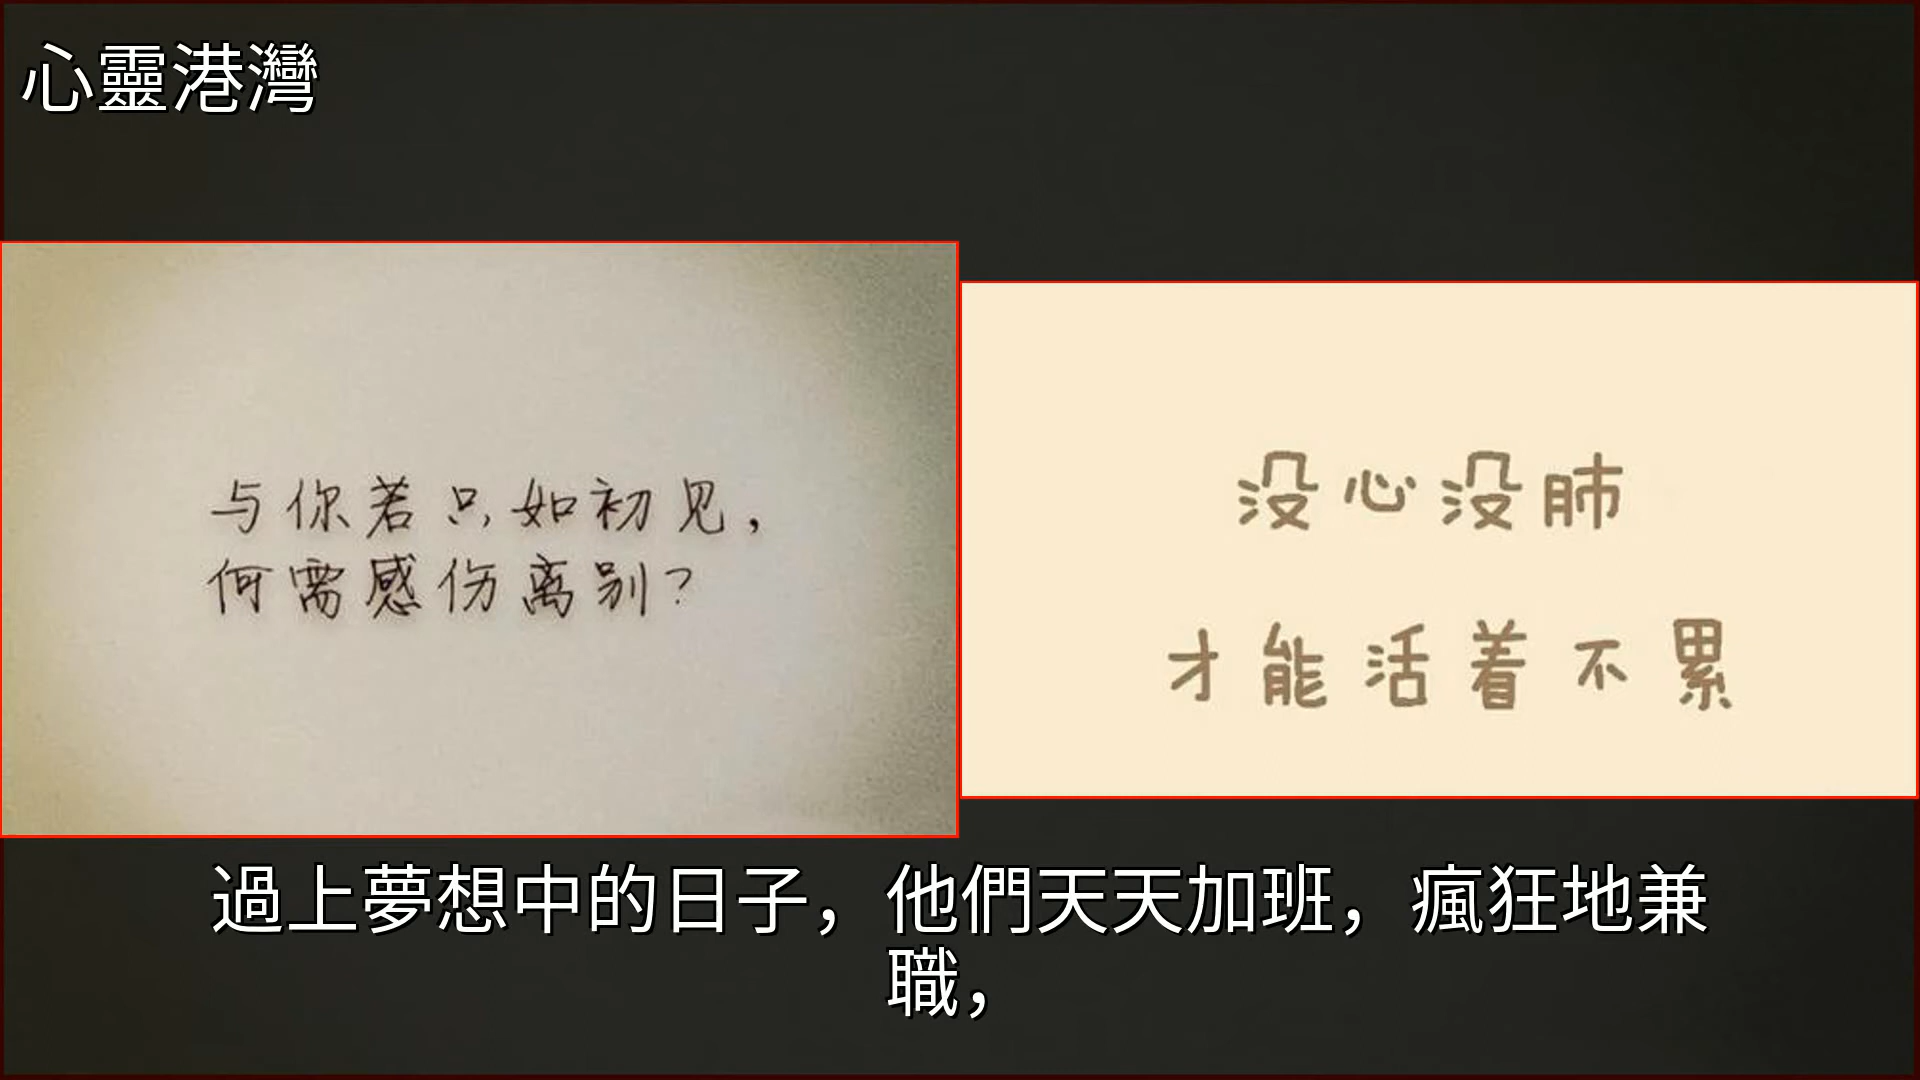 心靈港灣
与你若只如初见，
何需感伤离别？
没心没肺
才能活着不累
過上夢想中的日子，他們天天加班，瘋狂地兼
職，